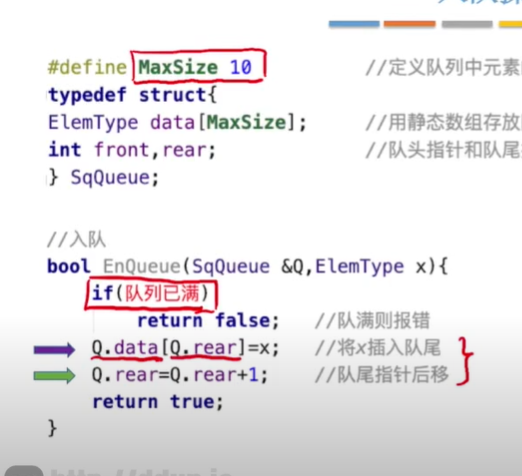 #define MaxSize 10 //定义队列中元素
typedef struct{
ElemType data[MaxSize]; //用静态数组存放
int front,rear; //队头指针和队尾
} SqQueue;
//入队
bool EnQueue(SqQueue &Q,ElemType x){
if(队列已满)
return false; //队满则报错
Q.data[Q.rear]=x; //将x插入队尾
Q.rear=Q.rear+1; //队尾指针后移
return true;
}